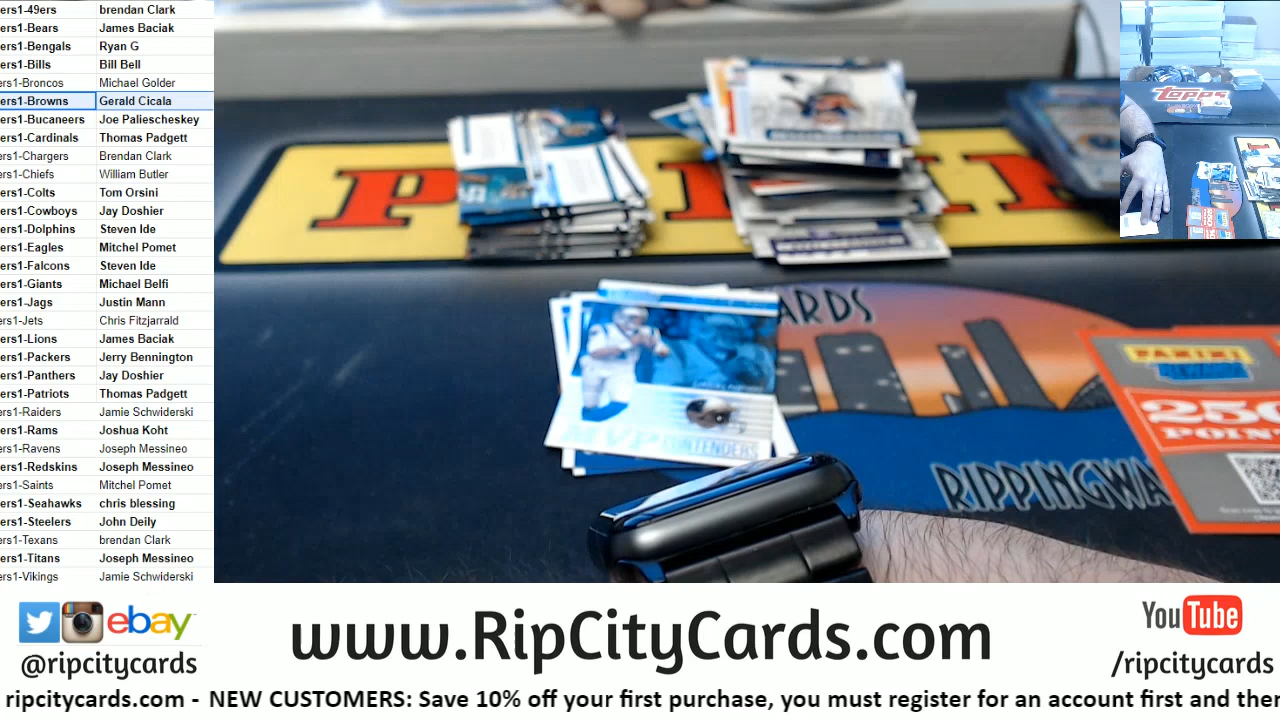 ers1-49ers brendan Clark
ers1-Bears James Baciak
ers1-Bengals Ryan G
ers1-Bills Bill Bell
ers1-Broncos Michael Golder
ers1-Browns Gerald Cicala
ers1-Bucaneers Joe Paliescheskey
ers1-Cardinals Thomas Padgett
ers1-Chargers Brendan Clark
ers1-Chiefs William Butler
ers1-Colts Tom Orsini
ers1-Cowboys Jay Doshier
ers1-Dolphins Steven Ide
ers1-Eagles Mitchel Pomet
ers1-Falcons Steven Ide
ers1-Giants Michael Belfi
ers1-Jags Justin Mann
ers1-Jets Chris Fitzjarrald
ers1-Lions James Baciak
ers1-Packers Jerry Bennington
ers1-Panthers Jay Doshier
ers1-Patriots Thomas Padgett
ers1-Raiders Jamie Schwiderski
ers1-Rams Joshua Koht
ers1-Ravens Joseph Messineo
ers1-Redskins Joseph Messineo
ers1-Saints Mitchel Pomet
ers1-Seahawks chris blessing
ers1-Steelers John Deily
ers1-Texans brendan Clark
ers1-Titans Joseph Messineo
ers1-Vikings Jamie Schwiderski
Topps
ARDS
MVP CONTENDERS
RIPPINGWA
PANINI
REWARDS
250
POIN
ebay
@ripcitycards
www.RipCityCards.com
YouTube
/ripcitycards
ripcitycards.com - NEW CUSTOMERS: Save 10% off your first purchase, you must register for an account first and then